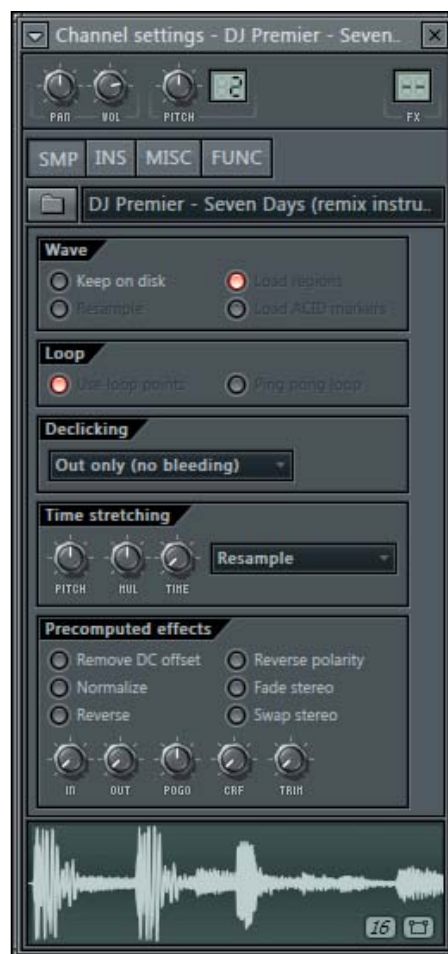 Channel settings - DJ Premier - Seven..
PAN VOL PITCH 2 -- FX
SMP INS MISC FUNC
DJ Premier - Seven Days (remix instru..
Wave
Keep on disk Load regions
Resample Load ACID markers
Loop
Use loop points Ping pong loop
Declicking
Out only (no bleeding)
Time stretching
PITCH MUL TIME Resample
Precomputed effects
Remove DC offset Reverse polarity
Normalize Fade stereo
Reverse Swap stereo
IN OUT POGO CRF TRIM
16